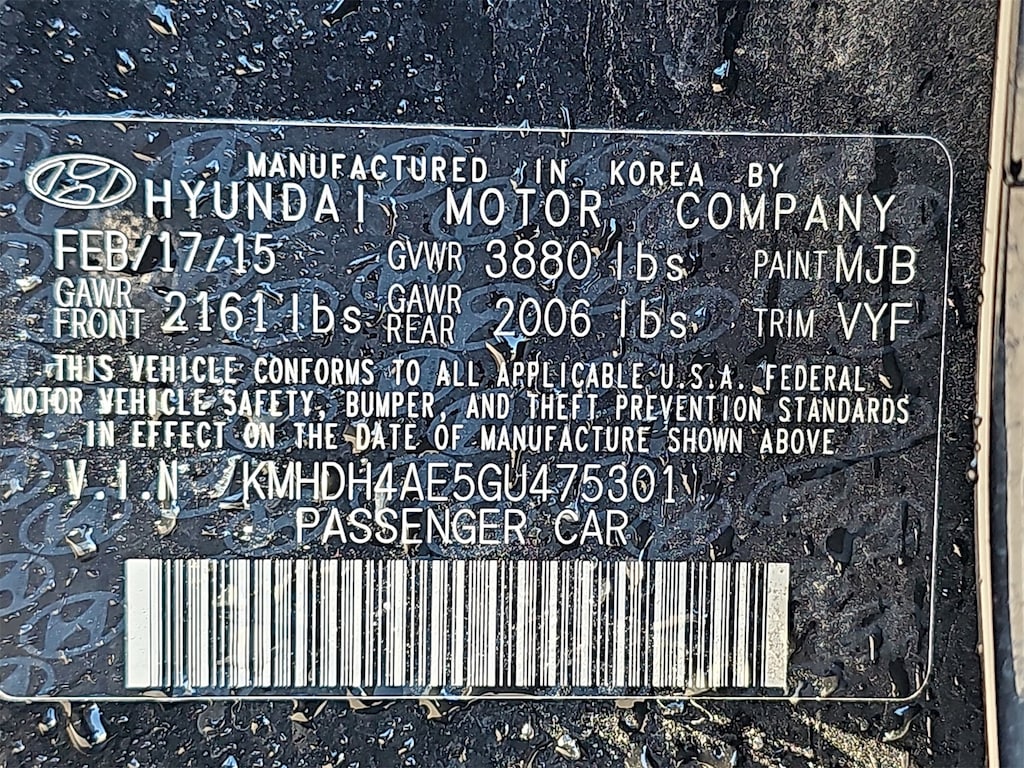 MANUFACTURED IN KOREA BY
HYUNDAI MOTOR COMPANY
FEB/17/15 GVWR 3880 lbs PAINT MJB
GAWR FRONT 2161 lbs GAWR REAR 2006 lbs TRIM VYF
THIS VEHICLE CONFORMS TO ALL APPLICABLE U.S.A. FEDERAL
MOTOR VEHICLE SAFETY, BUMPER, AND THEFT PREVENTION STANDARDS
IN EFFECT ON THE DATE OF MANUFACTURE SHOWN ABOVE
V.I.N /KMHDH4AE5GU475301
PASSENGER CAR